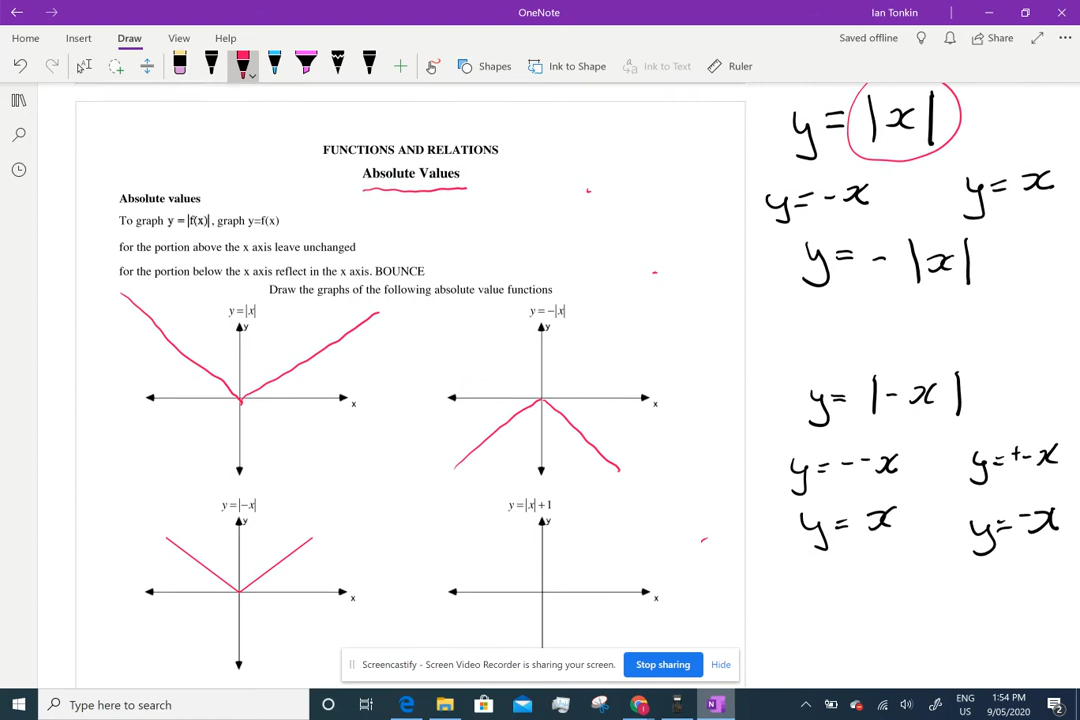 OneNote
Ian Tonkin
Home Insert Draw View Help
Saved offline Share
Shapes Ink to Shape Ink to Text Ruler
FUNCTIONS AND RELATIONS
Absolute Values
Absolute values
To graph y = |f(x)|, graph y=f(x)
for the portion above the x axis leave unchanged
for the portion below the x axis reflect in the x axis. BOUNCE
Draw the graphs of the following absolute value functions
y = |x|
y
x
y = -|x|
y
x
y = |-x|
y
x
y = |x| + 1
y
x
y = |x|
y = -x y = x
y = - |x|
y = |-x|
y = - -x y = + -x
y = x y = -x
Screencastify - Screen Video Recorder is sharing your screen. Stop sharing Hide
Type here to search
ENG
US
1:54 PM
9/05/2020
2